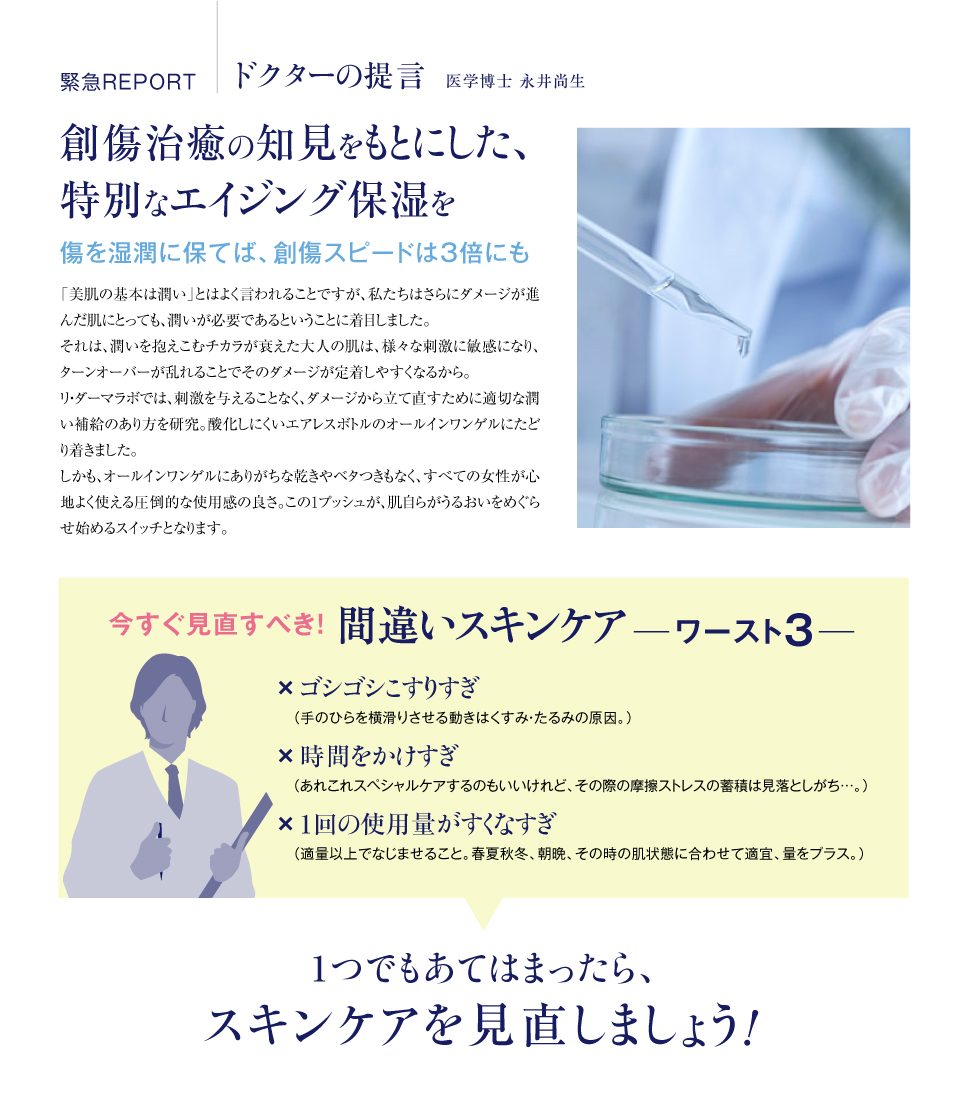 緊急REPORT
ドクターの提言 医学博士 永井尚生
創傷治癒の知見をもとにした、
特別なエイジング保湿を
傷を湿潤に保てば、創傷スピードは3倍にも
「美肌の基本は潤い」とはよく言われることですが、私たちはさらにダメージが進
んだ肌にとっても、潤いが必要であるということに着目しました。
それは、潤いを抱えこむチカラが衰えた大人の肌は、様々な刺激に敏感になり、
ターンオーバーが乱れることでそのダメージが定着しやすくなるから。
リ・ダーマラボでは、刺激を与えることなく、ダメージから立て直すために適切な潤
い補給のあり方を研究。酸化しにくいエアレスボトルのオールインワンゲルにたど
り着きました。
しかも、オールインワンゲルにありがちな乾きやベタつきもなく、すべての女性が心
地よく使える圧倒的な使用感の良さ。この1プッシュが、肌自らがうるおいをめぐら
せ始めるスイッチとなります。
今すぐ見直すべき! 間違いスキンケア ―ワースト3―
× ゴシゴシこすりすぎ
（手のひらを横滑りさせる動きはくすみ・たるみの原因。）
× 時間をかけすぎ
（あれこれスペシャルケアするのもいいけれど、その際の摩擦ストレスの蓄積は見落としがち…。）
× 1回の使用量がすくなすぎ
（適量以上でなじませること。春夏秋冬、朝晩、その時の肌状態に合わせて適宜、量をプラス。）
1つでもあてはまったら、
スキンケアを見直しましょう!